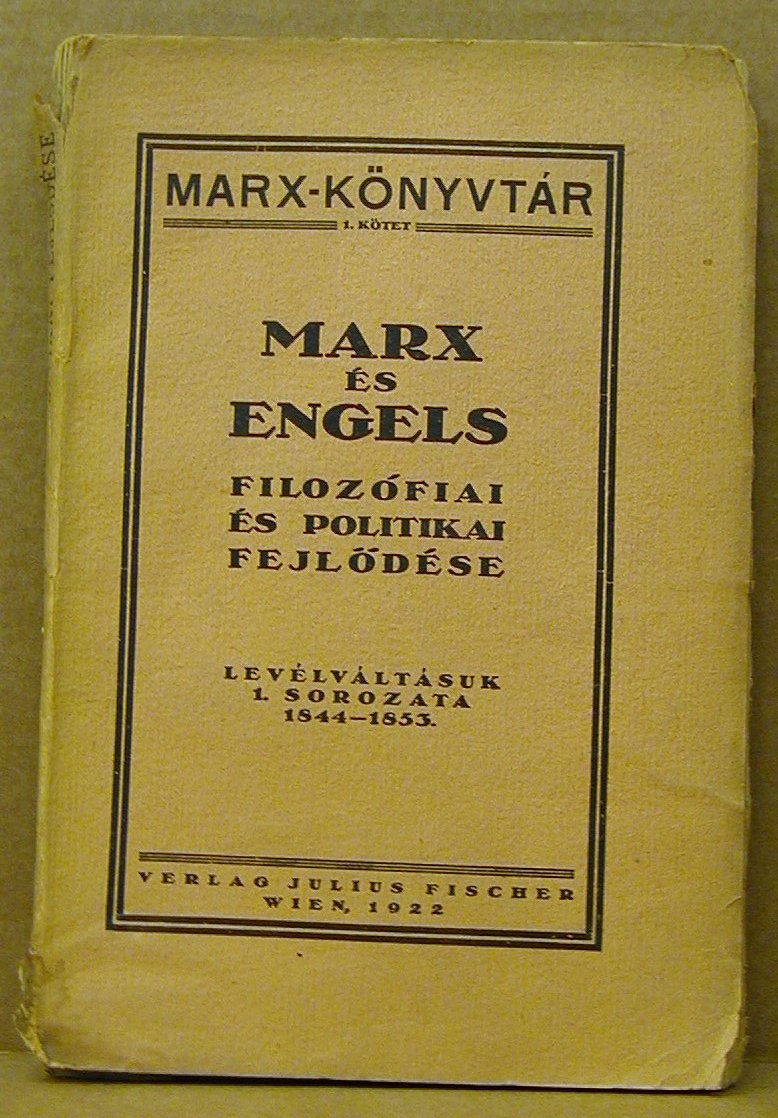 MARX-KÖNYVTÁR
1. KÖTET
MARX
ÉS
ENGELS
FILOZÓFIAI
ÉS POLITIKAI
FEJLŐDÉSE
LEVÉLVÁLTÁSUK
1. SOROZATA
1844—1853.
VERLAG JULIUS FISCHER
WIEN, 1922